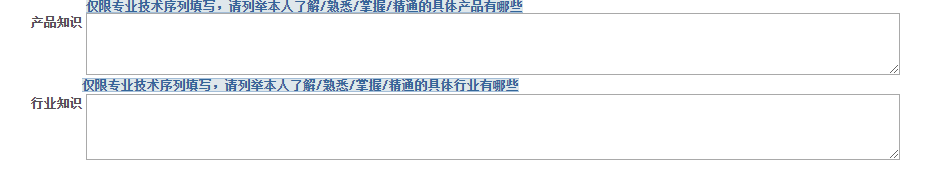 仅限专业技术序列填写，请列举本人了解/熟悉/掌握/精通的具体产品有哪些
产品知识
仅限专业技术序列填写，请列举本人了解/熟悉/掌握/精通的具体行业有哪些
行业知识